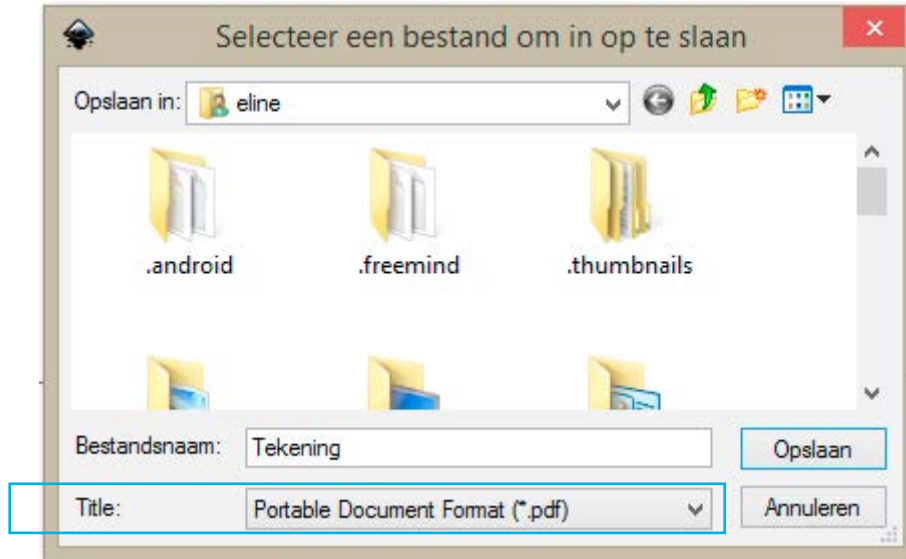 Selecteer een bestand om in op te slaan
Opslaan in: eline
.android .freemind .thumbnails
Bestandsnaam: Tekening Opslaan
Title: Portable Document Format (*.pdf) Annuleren